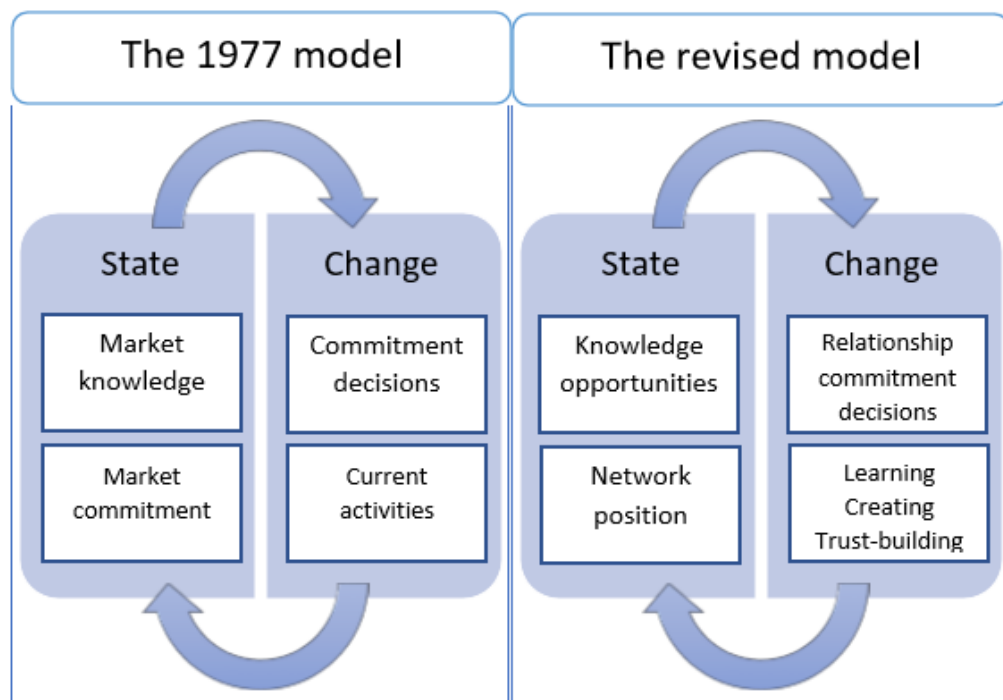 The 1977 model
The revised model
State
Change
Market
knowledge
Commitment
decisions
Market
commitment
Current
activities
State
Change
Knowledge
opportunities
Relationship
commitment
decisions
Network
position
Learning
Creating
Trust-building